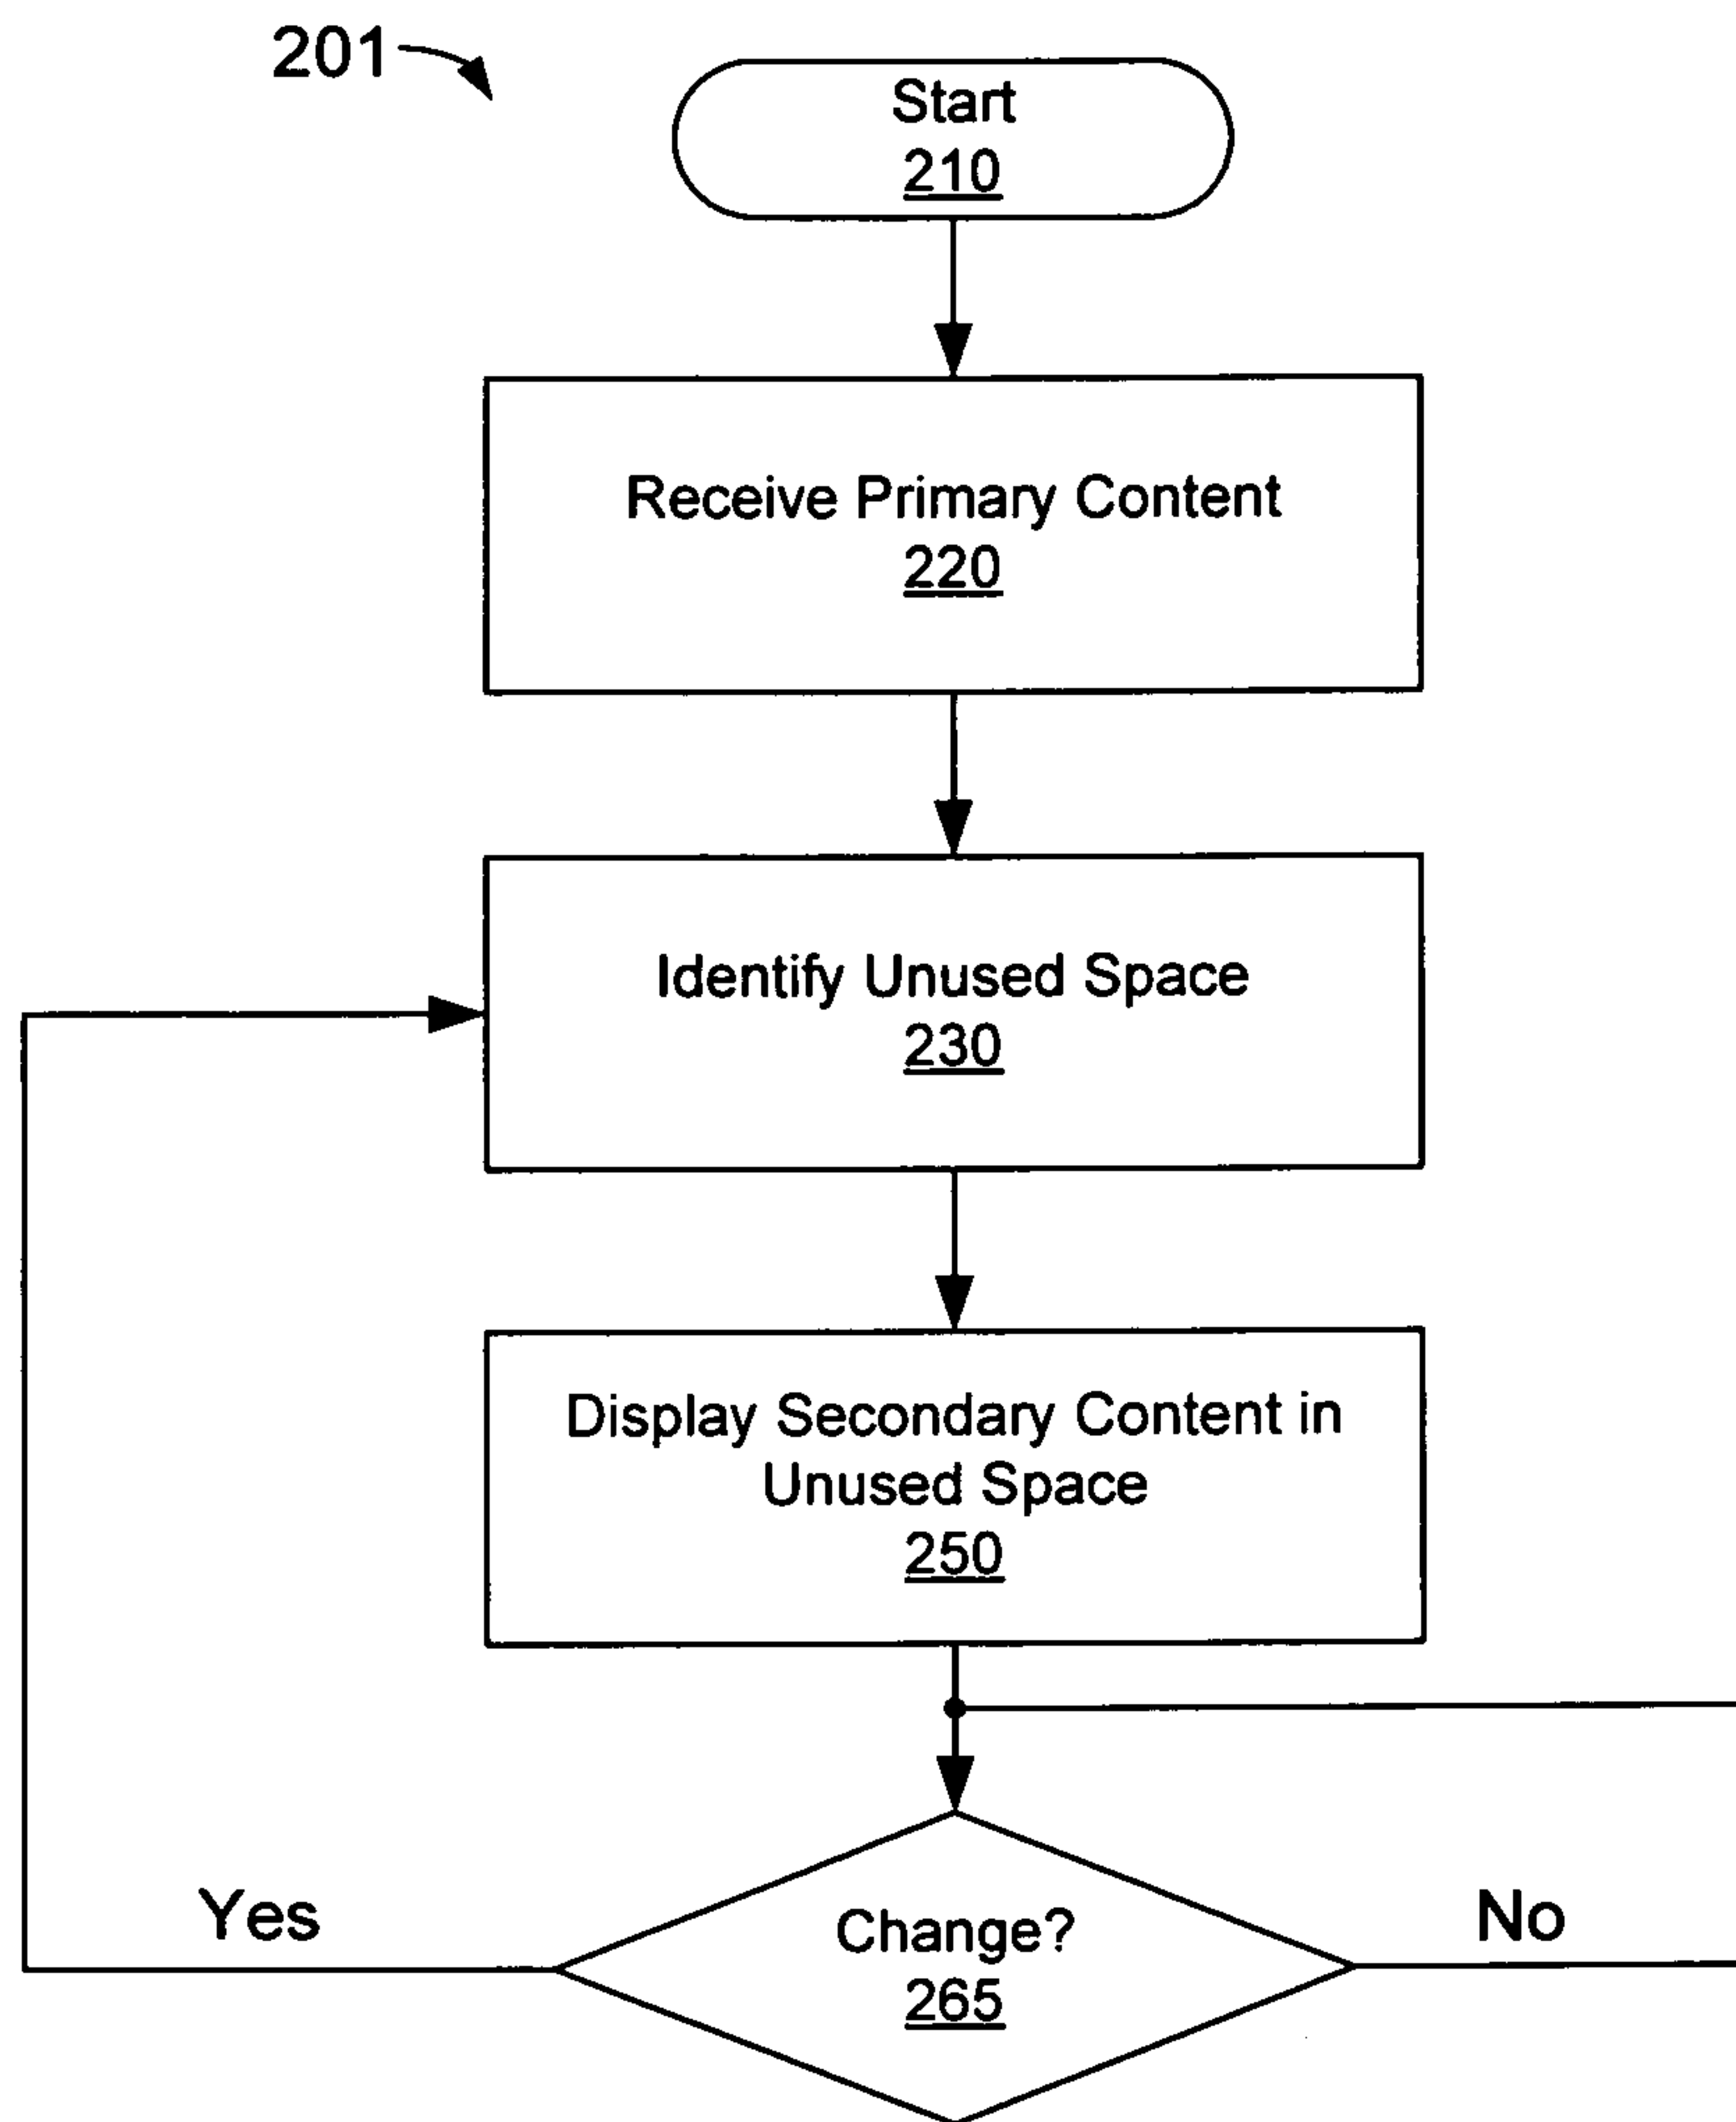 201
Start
210
Receive Primary Content
220
Identify Unused Space
230
Display Secondary Content in
Unused Space
250
Yes
Change?
265
No